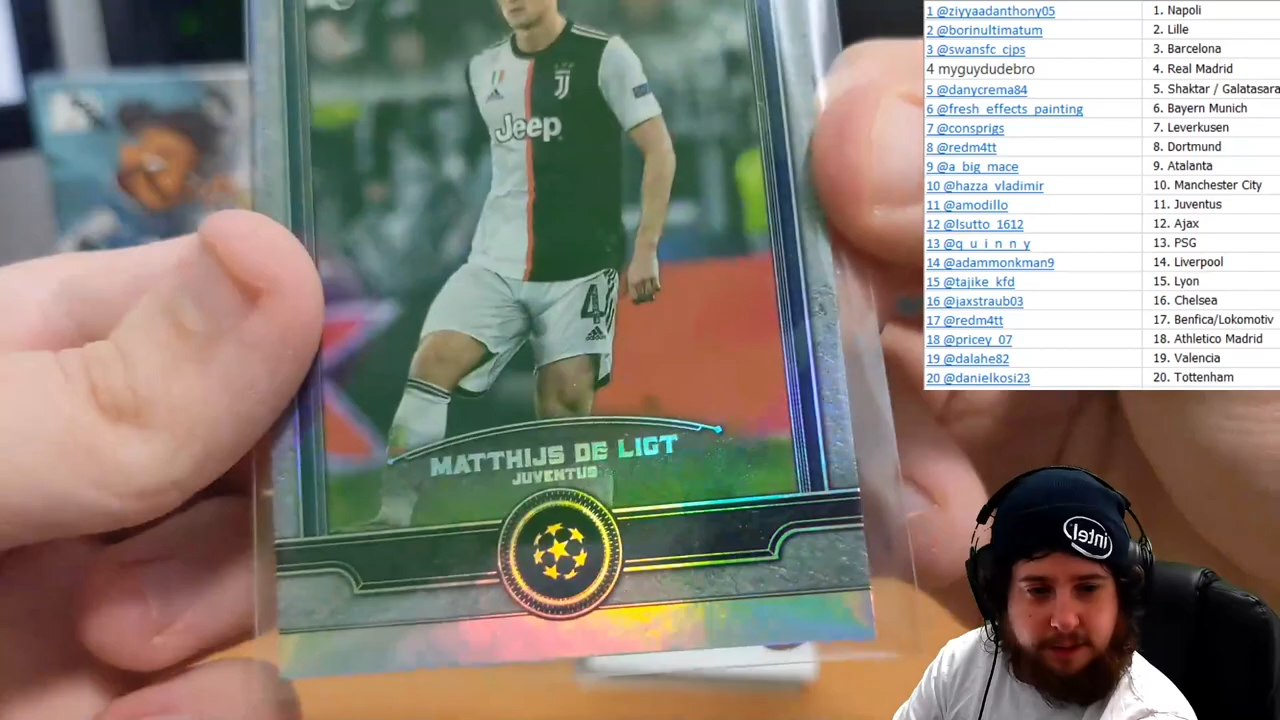 1 @ziyyaadanthony05 1. Napoli
2 @borinultimatum 2. Lille
3 @swansfc_cjps 3. Barcelona
4 myguydudebro 4. Real Madrid
5 @danycrema84 5. Shaktar / Galatasara
6 @fresh_effects_painting 6. Bayern Munich
7 @consprigs 7. Leverkusen
8 @redm4tt 8. Dortmund
9 @a_big_mace 9. Atalanta
10 @hazza_vladimir 10. Manchester City
11 @amodillo 11. Juventus
12 @lsutto_1612 12. Ajax
13 @q_u_i_n_n_y 13. PSG
14 @adammonkman9 14. Liverpool
15 @tajike_kfd 15. Lyon
16 @jaxstraub03 16. Chelsea
17 @redm4tt 17. Benfica/Lokomotiv
18 @pricey_07 18. Athletico Madrid
19 @dalahe82 19. Valencia
20 @danielkosi23 20. Tottenham
Jeep
4
MATTHIJS DE LIGT
JUVENTUS
intel